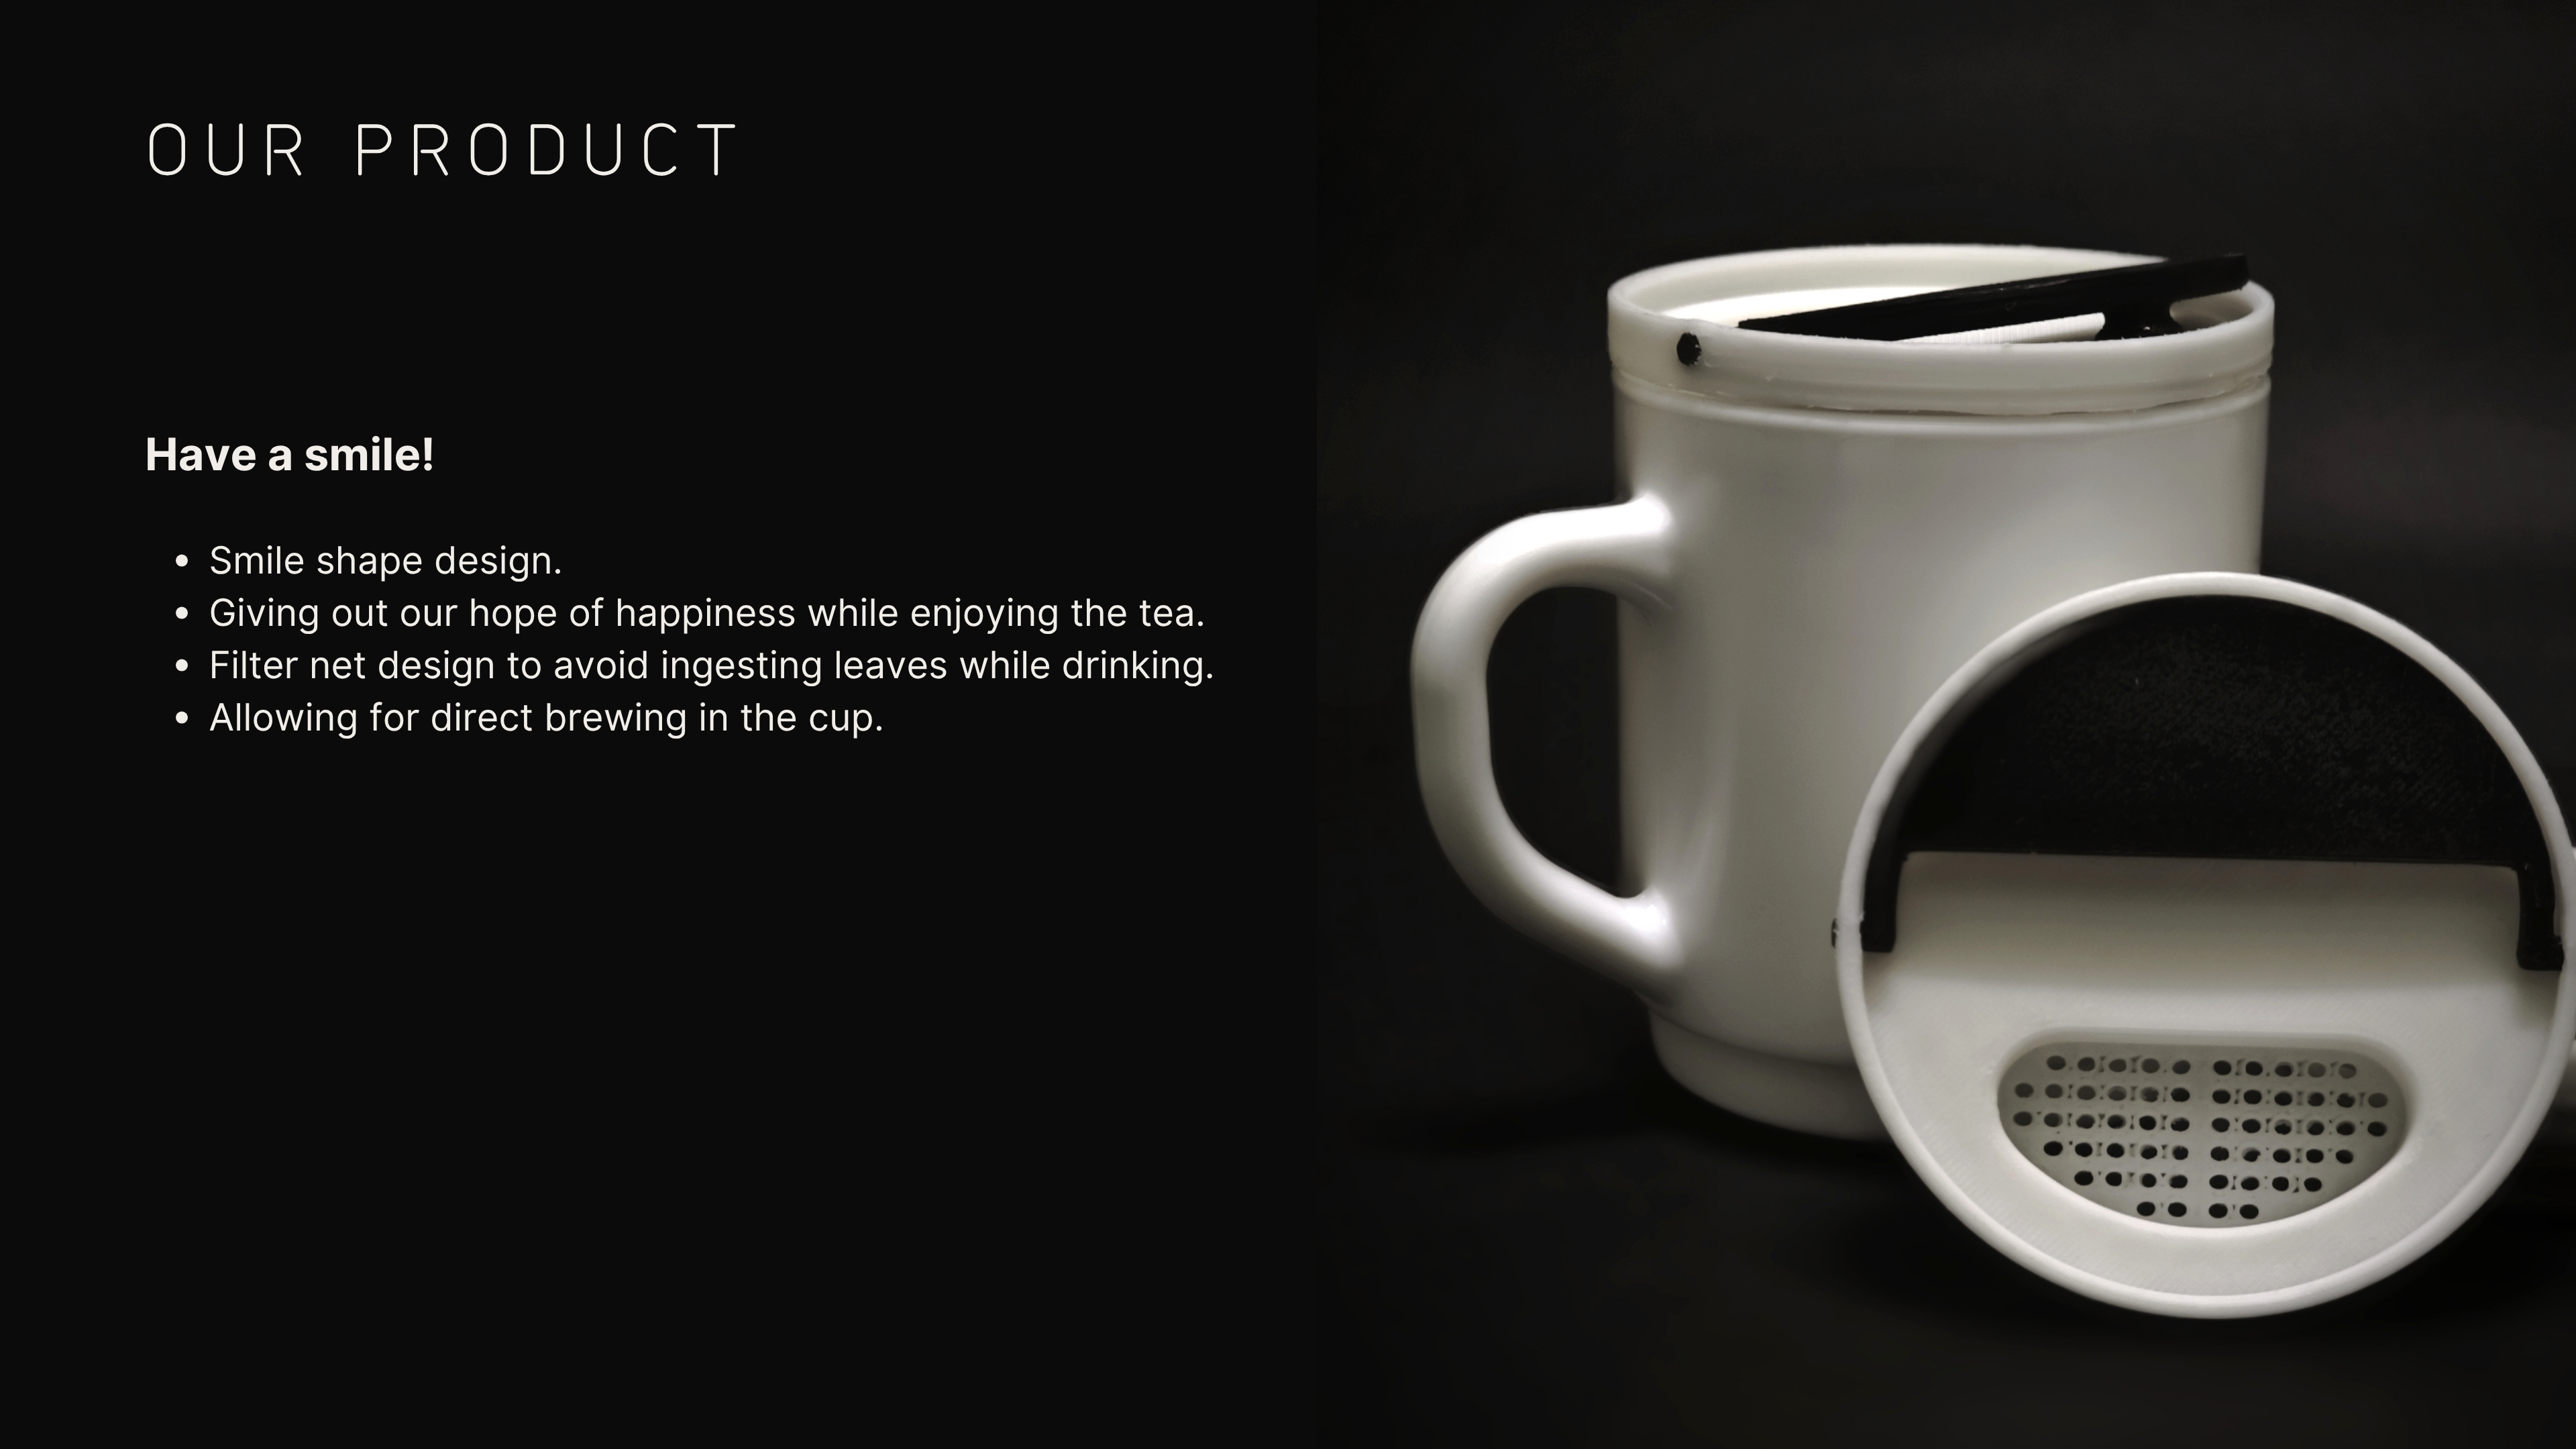 OUR PRODUCT
Have a smile!
• Smile shape design.
• Giving out our hope of happiness while enjoying the tea.
• Filter net design to avoid ingesting leaves while drinking.
• Allowing for direct brewing in the cup.